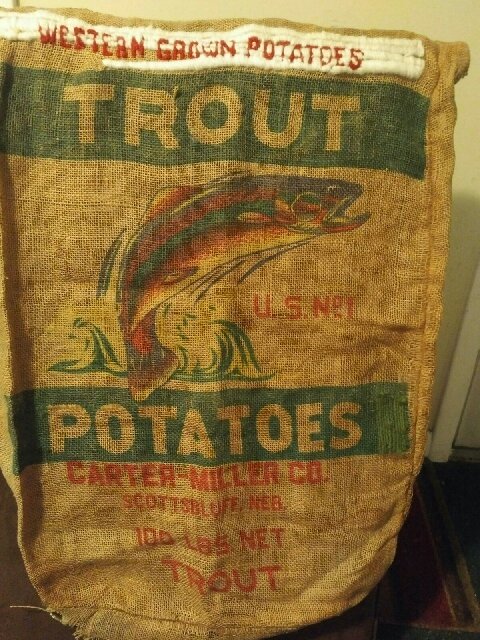 WESTERN GROWN POTATOES
TROUT
U.S. No1
POTATOES
CARTER-MILLER CO.
SCOTTSBLUFF, NEB.
100 LBS NET
TROUT